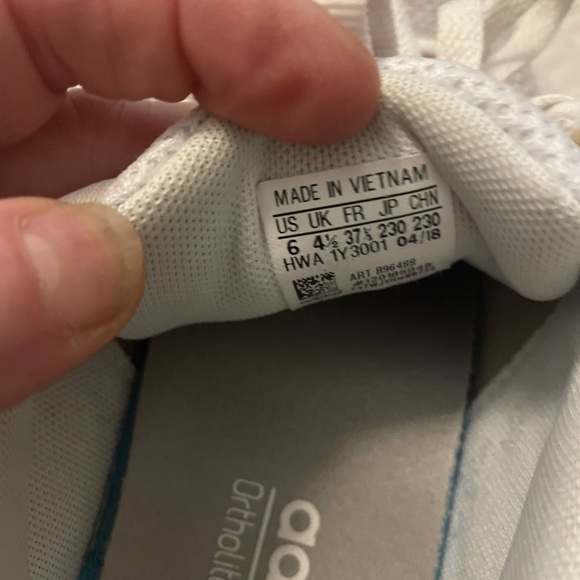 MADE IN VIETNAM
US UK FR JP CHN
6 4½ 37⅓ 230 230
HWA 1Y3001 04/18
ART B96488
Ortholite